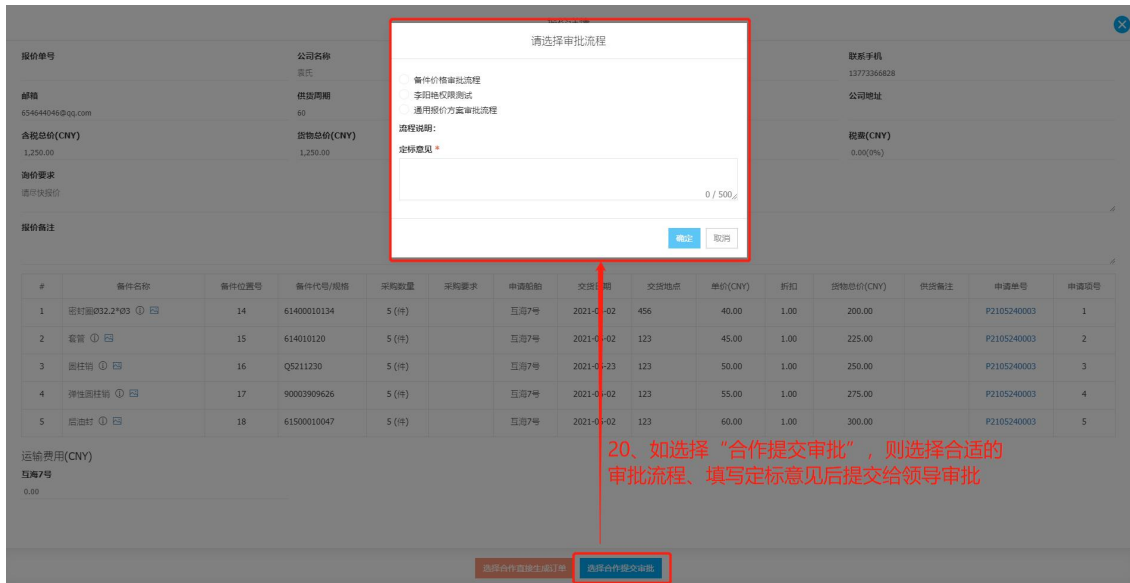 请选择审批流程
备件价格审批流程
李阳艳权限测试
通用报价方案审批流程
流程说明：
定标意见 *
0 / 500
确定 取消
报价单号 公司名称 联系手机
13773366828
邮箱 供货周期 公司地址
654644046@qq.com 60
含税总价(CNY) 货物总价(CNY) 税费(CNY)
1,250.00 1,250.00 0.00(0%)
询价要求
请尽快报价
报价备注
# 备件名称 备件位置号 备件代号/规格 采购数量 采购要求 申请船舶 交货日期 交货地点 单价(CNY) 折扣 货物总价(CNY) 供货备注 申请单号 申请项号
1 密封圈Ø32.2*Ø3 14 61400010134 5 (件) 互海7号 2021-05-02 456 40.00 1.00 200.00 P2105240003 1
2 套管 15 614010120 5 (件) 互海7号 2021-05-02 123 45.00 1.00 225.00 P2105240003 2
3 圆柱销 16 Q5211230 5 (件) 互海7号 2021-05-23 123 50.00 1.00 250.00 P2105240003 3
4 弹性圆柱销 17 90003909626 5 (件) 互海7号 2021-05-02 123 55.00 1.00 275.00 P2105240003 4
5 后油封 18 61500010047 5 (件) 互海7号 2021-05-02 123 60.00 1.00 300.00 P2105240003 5
运输费用(CNY)
互海7号
0.00
20、如选择“合作提交审批”，则选择合适的
审批流程、填写定标意见后提交给领导审批
选择合作直接生成订单 选择合作提交审批